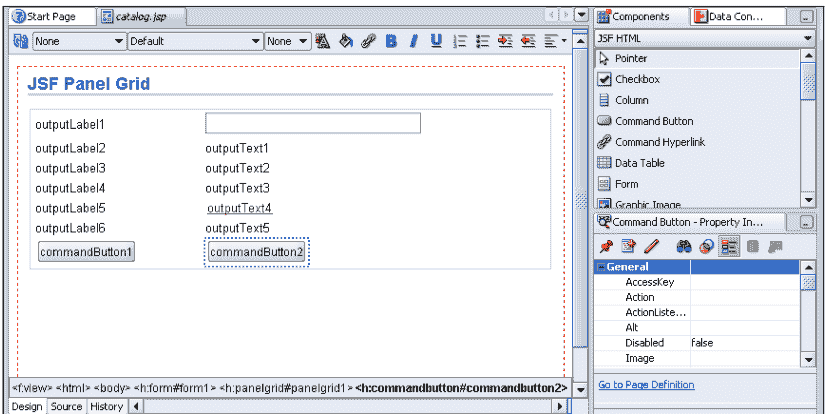 Start Page
catalog.jsp
None
Default
None
B I U
JSF Panel Grid
outputLabel1
outputLabel2 outputText1
outputLabel3 outputText2
outputLabel4 outputText3
outputLabel5 outputText4
outputLabel6 outputText5
commandButton1 commandButton2
<f:view> <html> <body> <h:form#form1> <h:panelgrid#panelgrid1> <h:commandbutton#commandbutton2>
Design Source History
Components
Data Con...
JSF HTML
Pointer
Checkbox
Column
Command Button
Command Hyperlink
Data Table
Form
Graphic Image
Command Button - Property In...
General
AccessKey
Action
ActionListe...
Alt
Disabled false
Image
Go to Page Definition